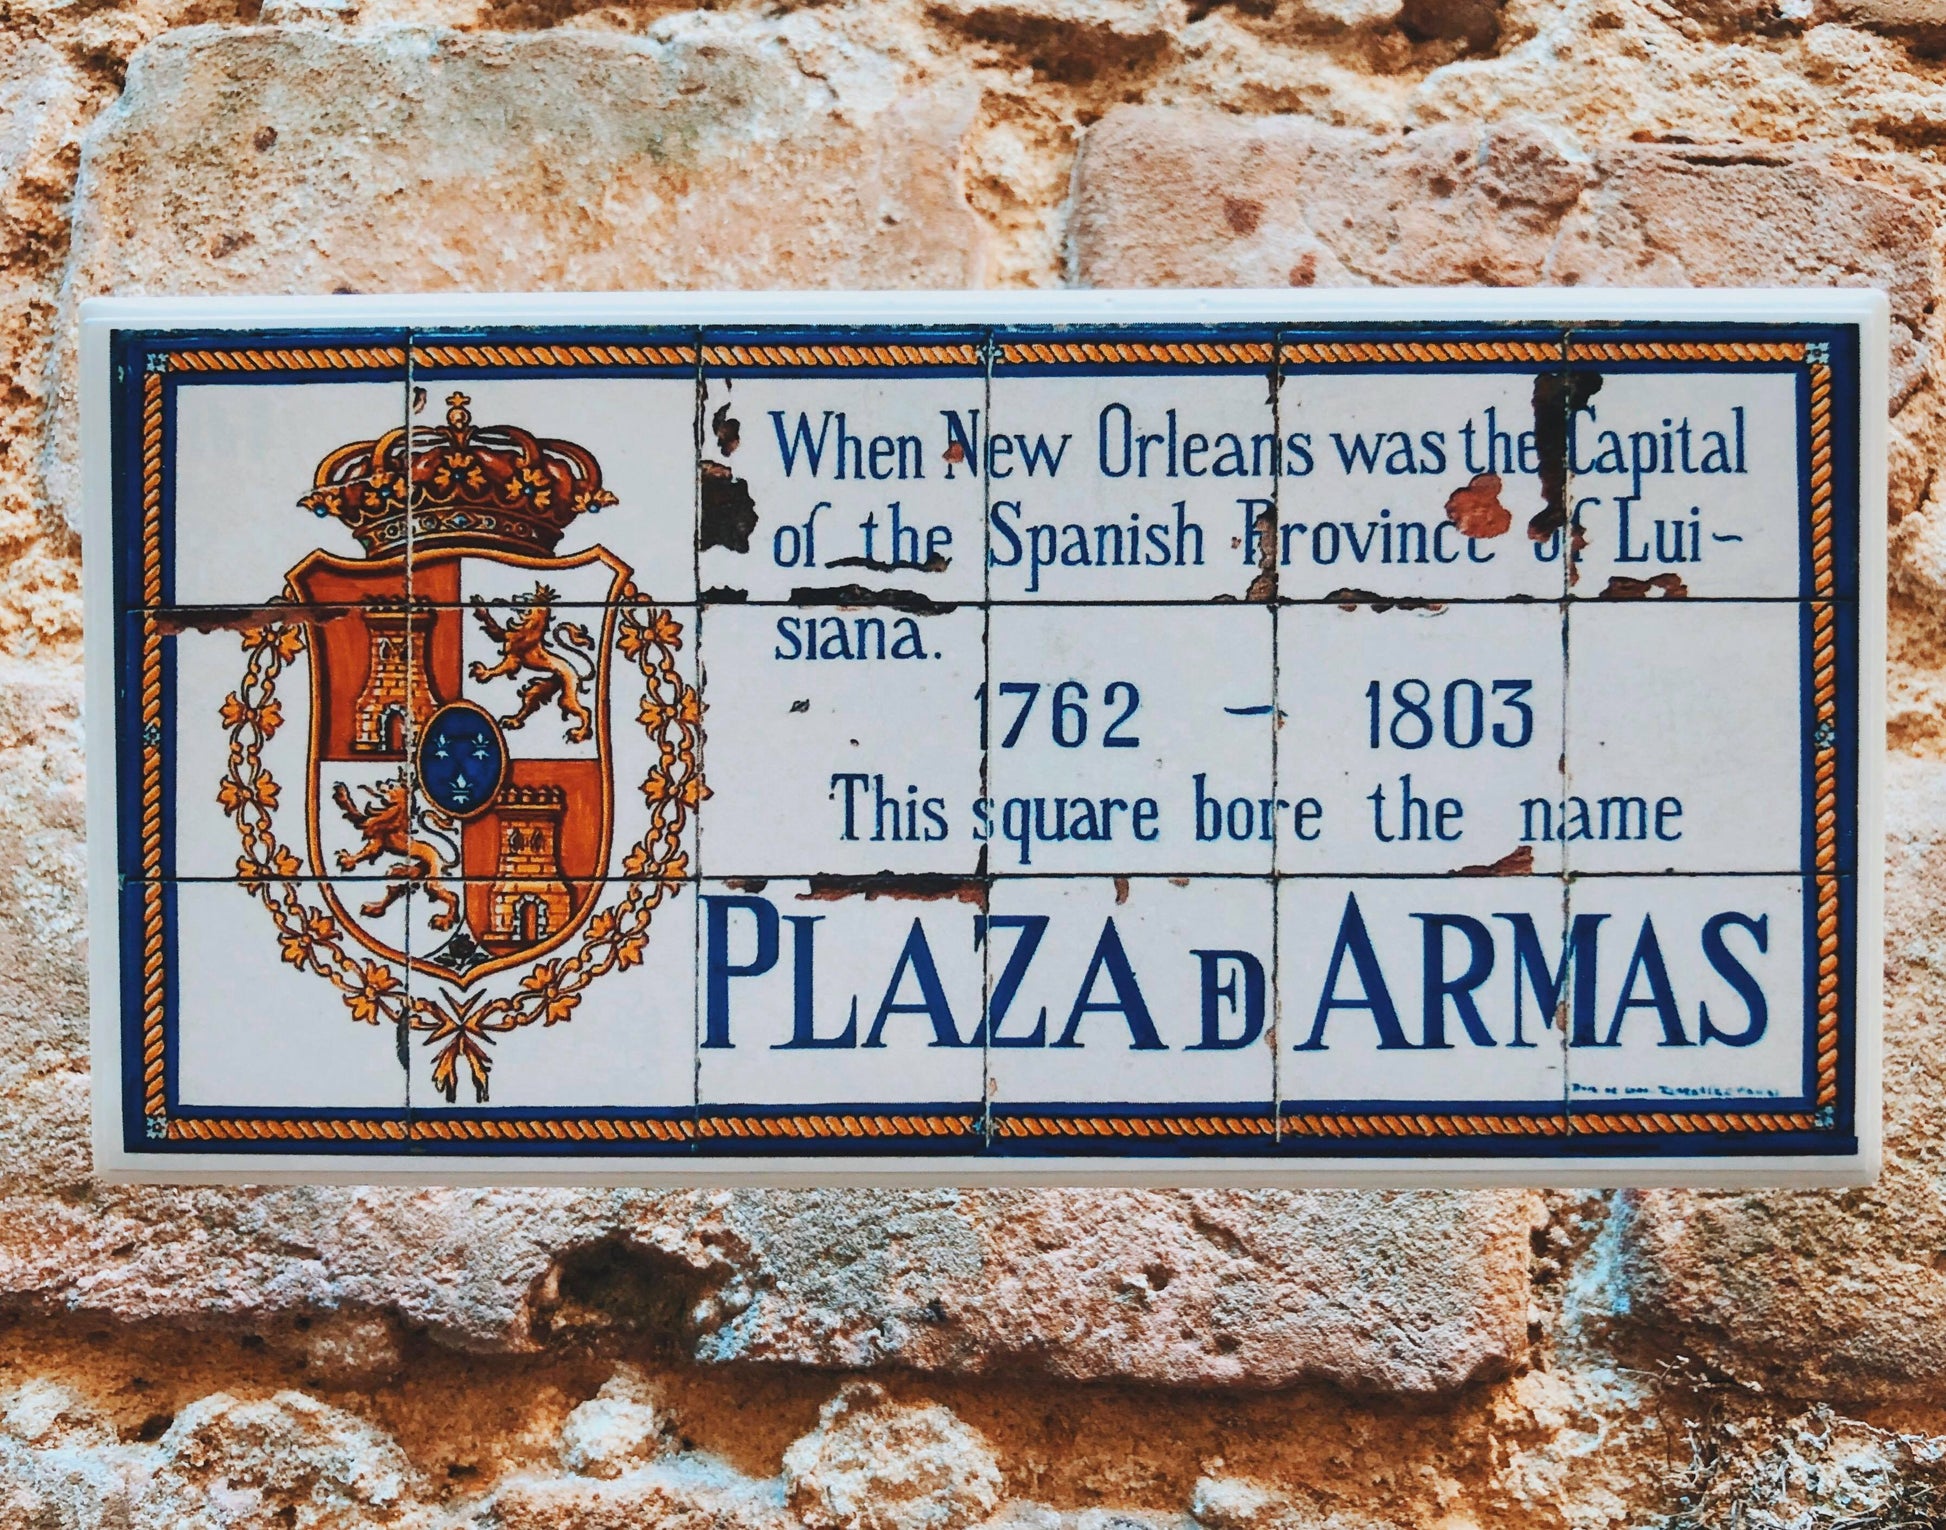 When New Orleans was the Capital
of the Spanish Province of Lui~
siana.
1762 - 1803
This square bore the name
PLAZA DE ARMAS